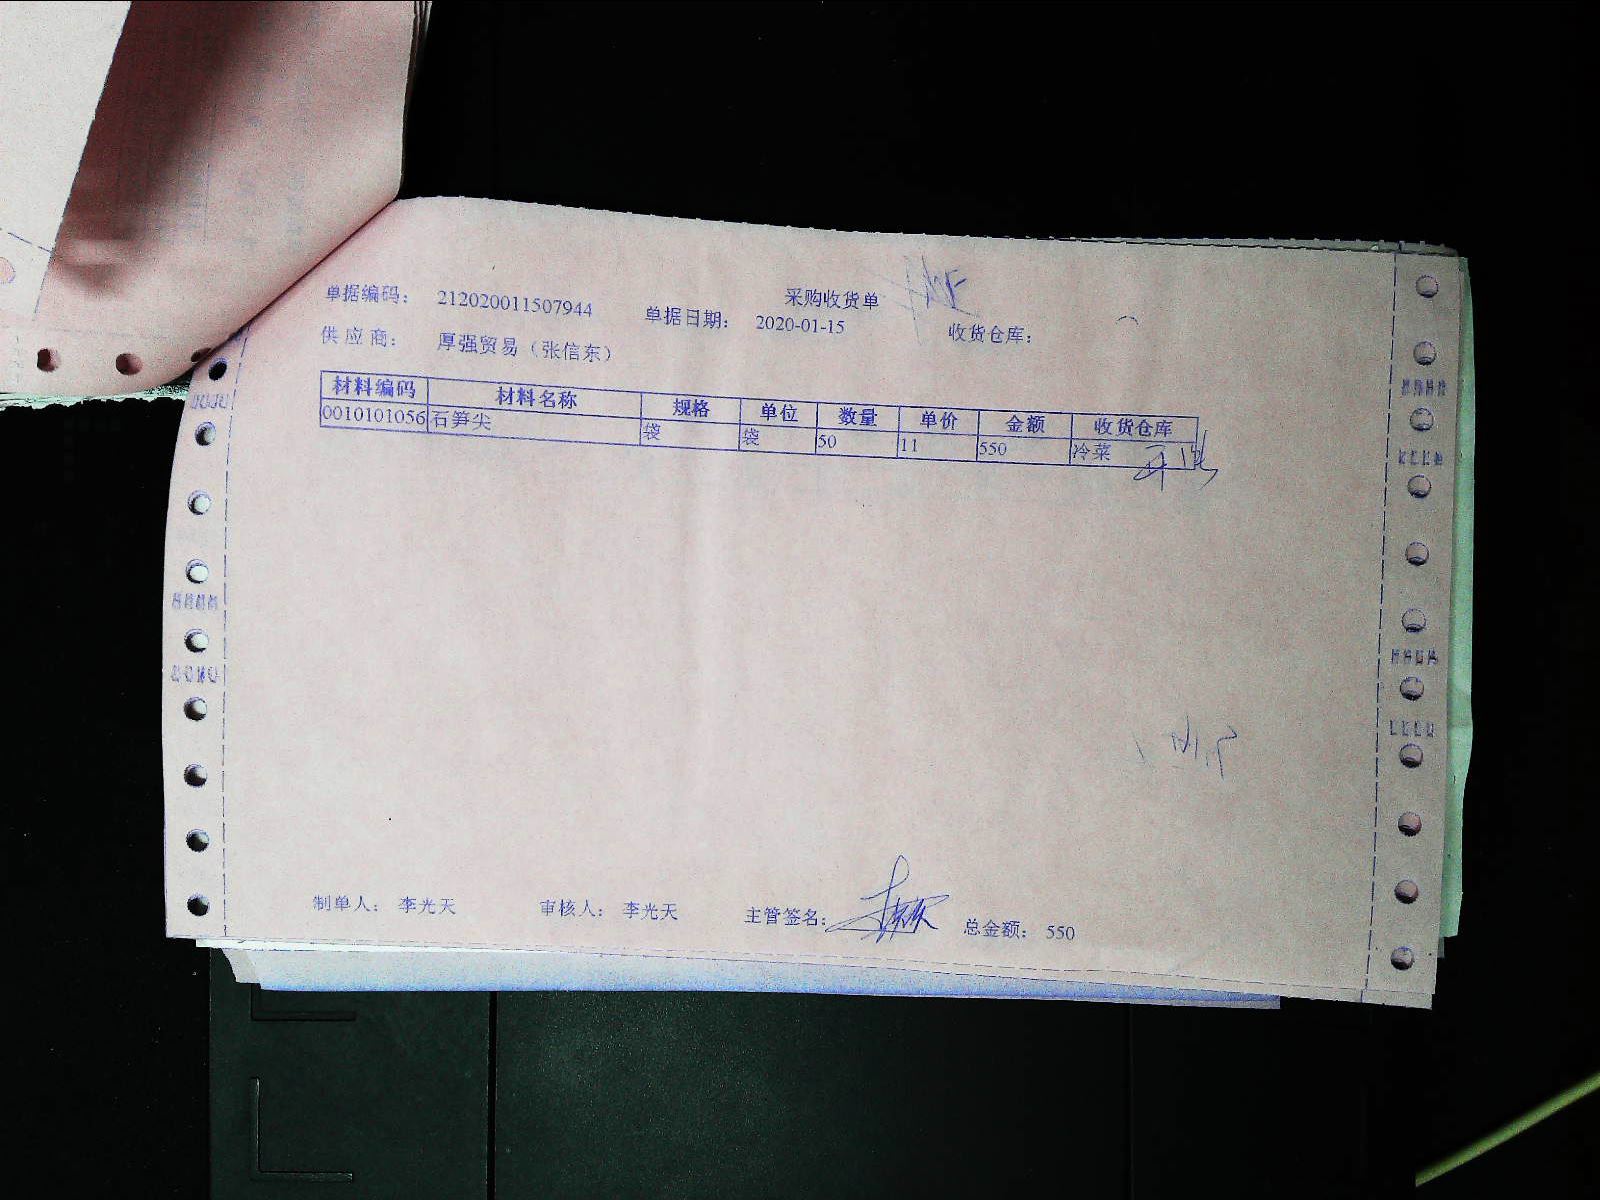 采购收货单
单据编码： 212020011507944 单据日期： 2020-01-15 收货仓库：
供应商： 厚强贸易（张信东）
材料编码 材料名称 规格 单位 数量 单价 金额 收货仓库
0010101056 石笋尖 袋 袋 50 11 550 冷菜
制单人： 李光天 审核人： 李光天 主管签名： 总金额： 550